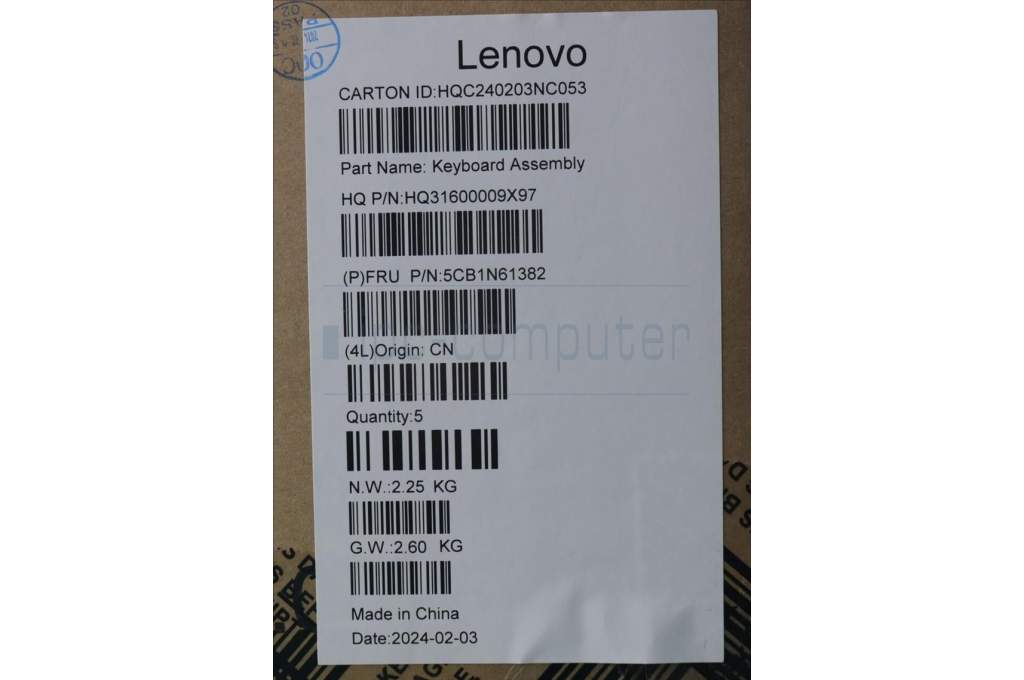 Lenovo
CARTON ID:HQC240203NC053
Part Name: Keyboard Assembly
HQ P/N:HQ31600009X97
(P)FRU P/N:5CB1N61382
computer
(4L)Origin: CN
Quantity:5
N.W.:2.25 KG
G.W.:2.60 KG
Made in China
Date:2024-02-03